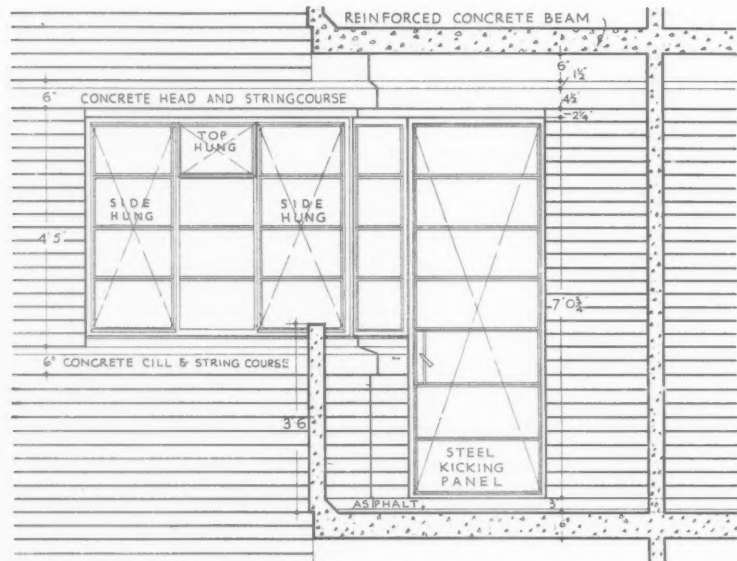 REINFORCED CONCRETE BEAM
6"
1½"
6" CONCRETE HEAD AND STRINGCOURSE
4½"
2¼"
TOP
HUNG
SIDE
HUNG
SIDE
HUNG
4'5"
7'0¾"
6" CONCRETE CILL & STRING COURSE
3'6
STEEL
KICKING
PANEL
ASPHALT,
3"